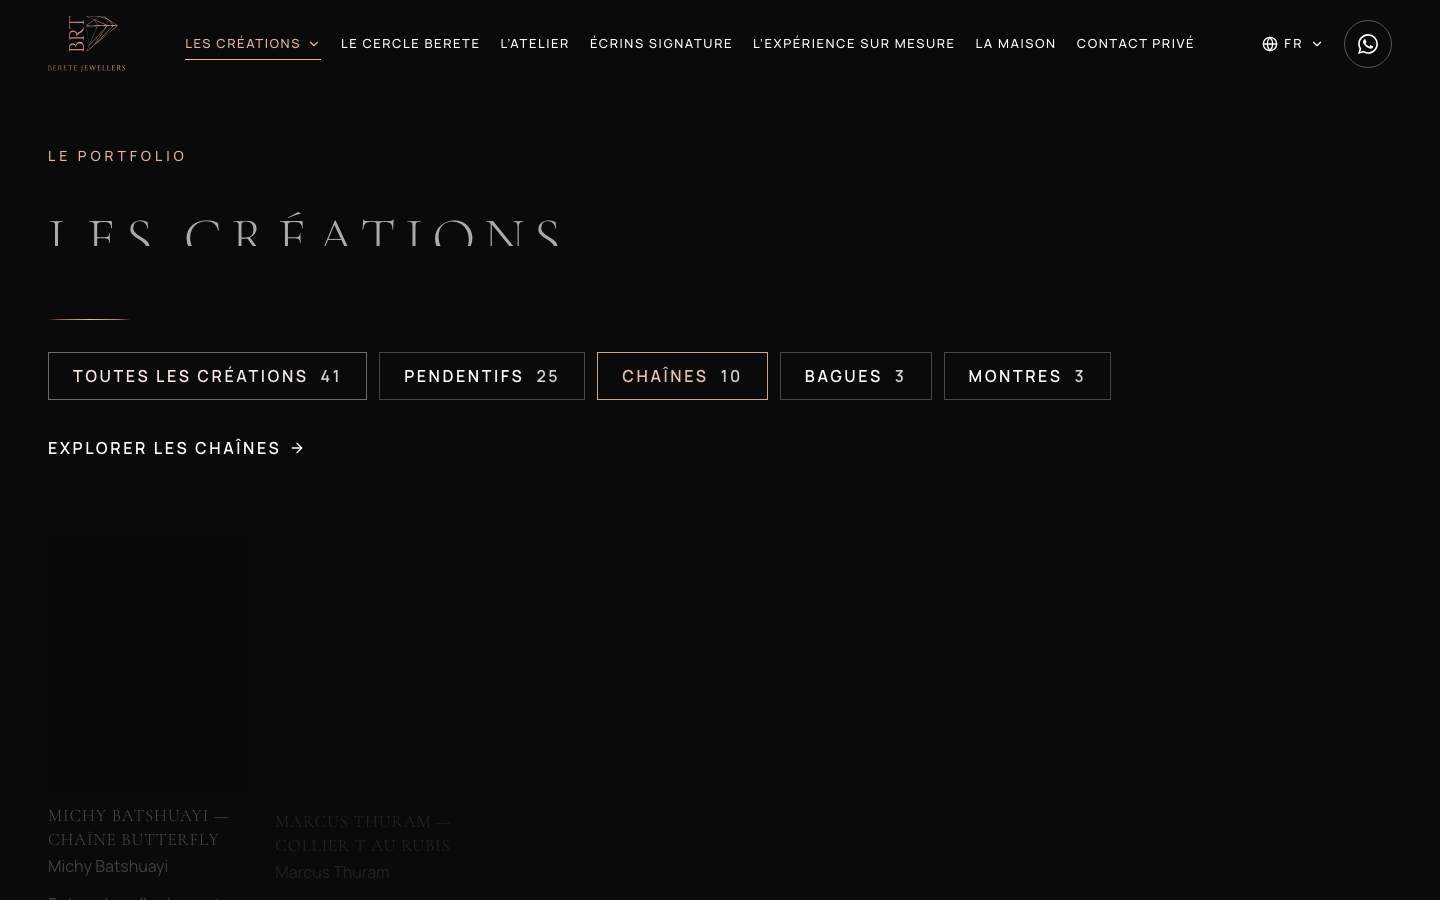 BRT
BERETE JEWELLERS
LES CRÉATIONS
LE CERCLE BERETE
L'ATELIER
ÉCRINS SIGNATURE
L'EXPÉRIENCE SUR MESURE
LA MAISON
CONTACT PRIVÉ
FR
LE PORTFOLIO
LES CRÉATIONS
TOUTES LES CRÉATIONS 41
PENDENTIFS 25
CHAÎNES 10
BAGUES 3
MONTRES 3
EXPLORER LES CHAÎNES →
MICHY BATSHUAYI —
CHAÎNE BUTTERFLY
Michy Batshuayi
MARCUS THURAM —
COLLIER T AU RUBIS
Marcus Thuram